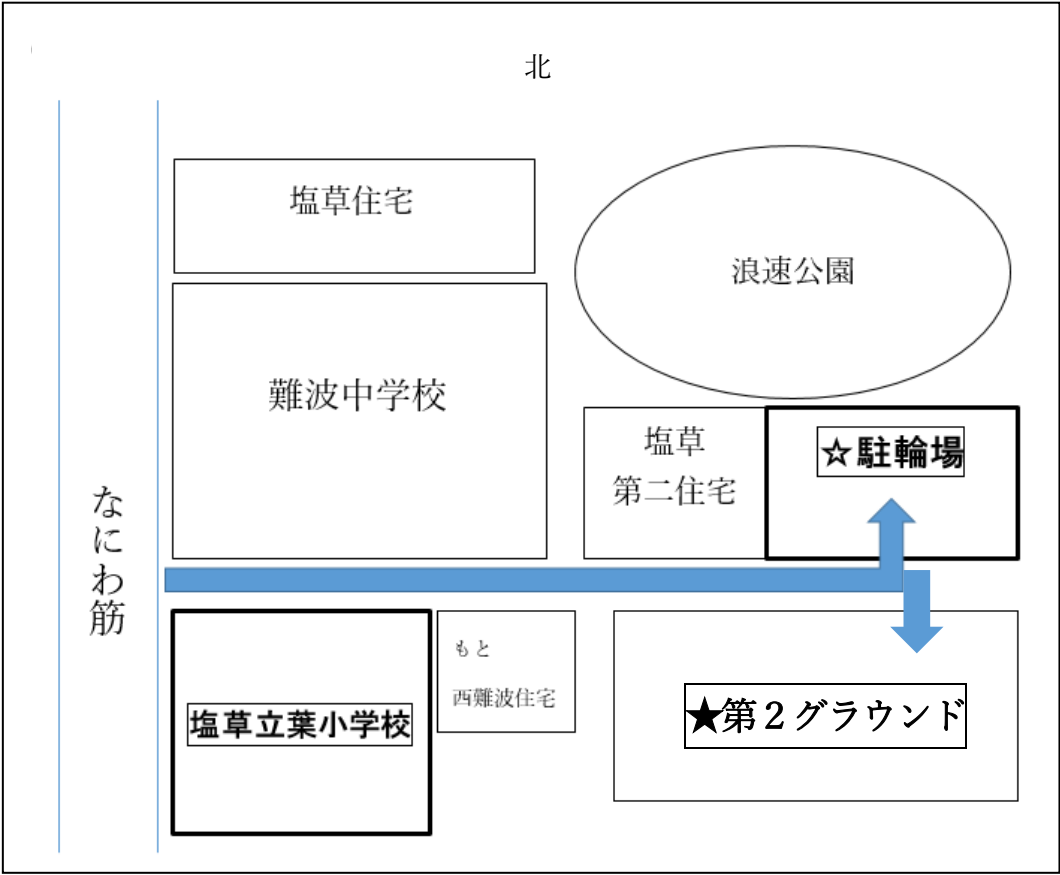 北
塩草住宅
浪速公園
難波中学校
塩草
第二住宅
☆駐輪場
なにわ筋
もと
西難波住宅
塩草立葉小学校
★第２グラウンド